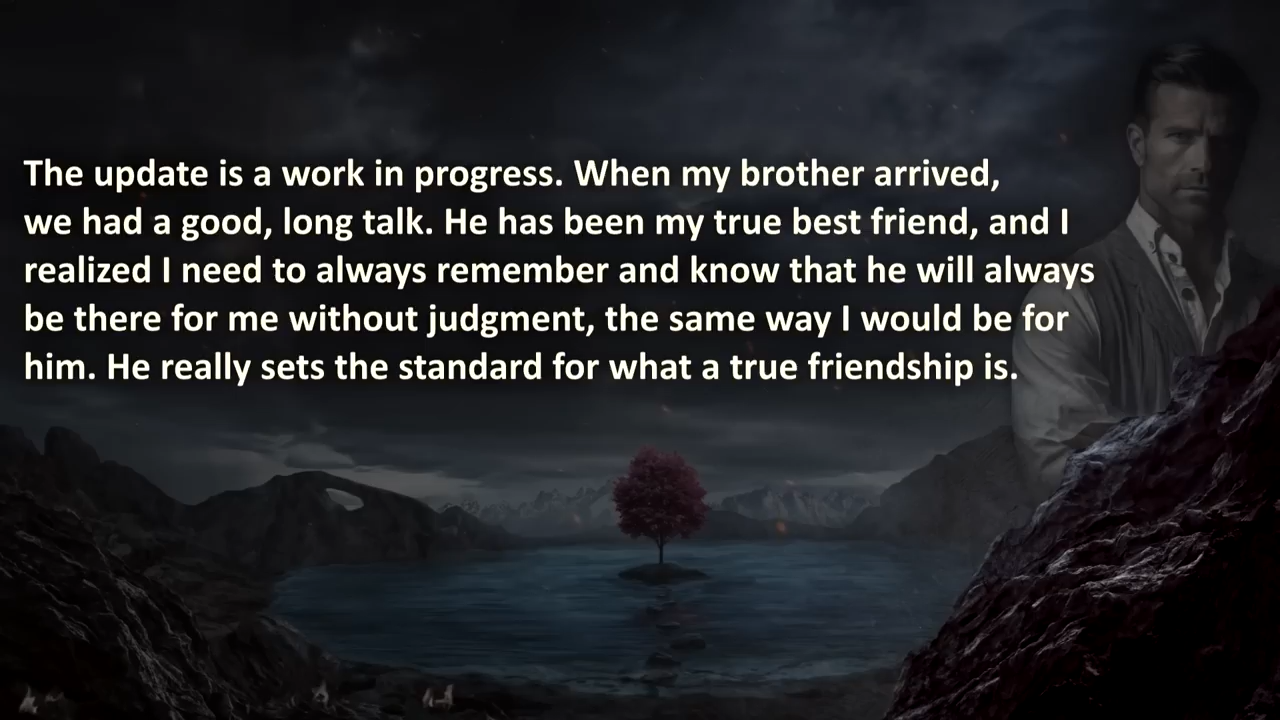 The update is a work in progress. When my brother arrived,
we had a good, long talk. He has been my true best friend, and I
realized I need to always remember and know that he will always
be there for me without judgment, the same way I would be for
him. He really sets the standard for what a true friendship is.